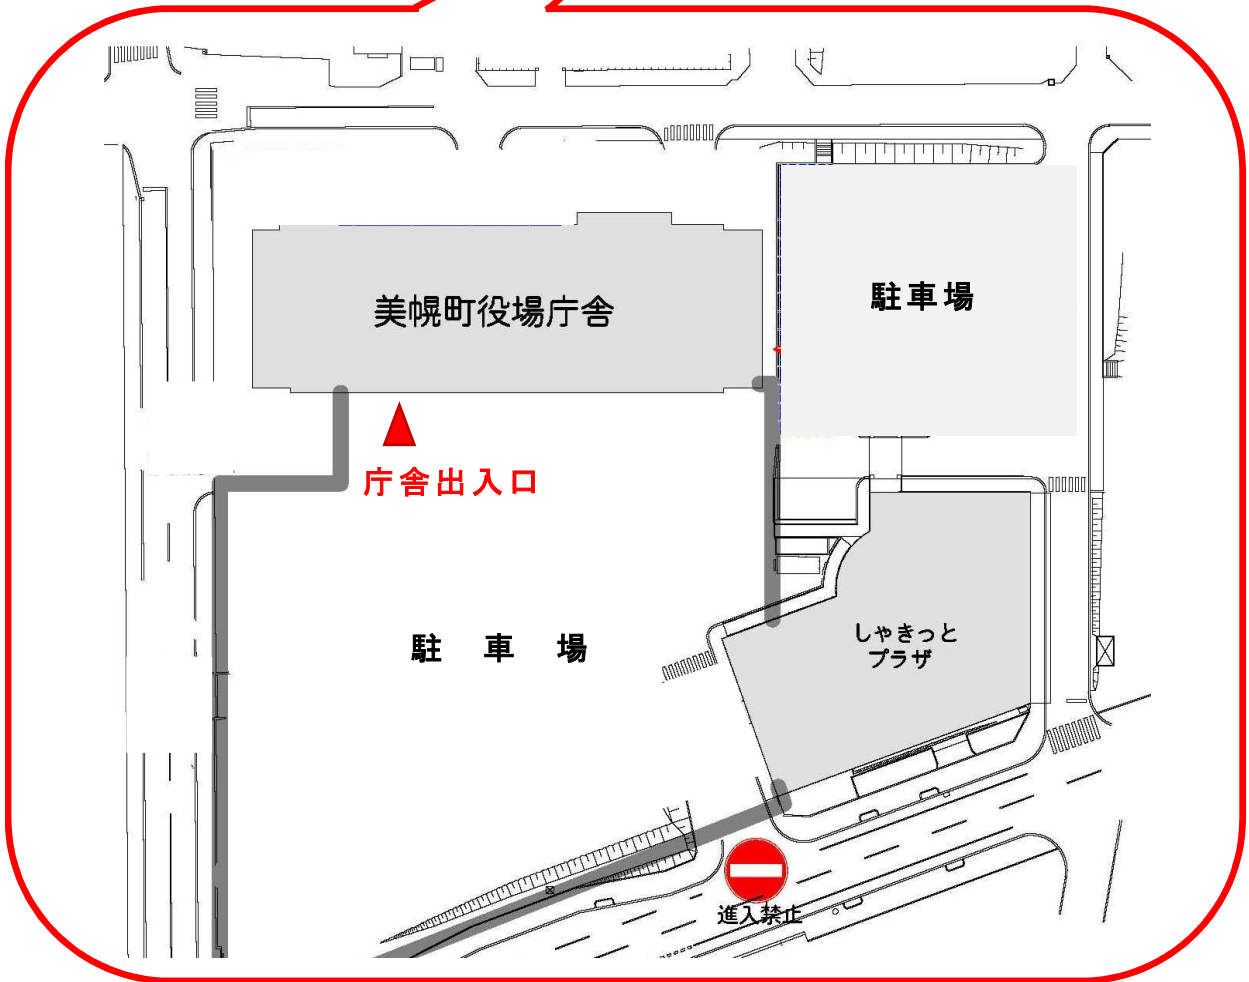 美幌町役場庁舎
駐車場
庁舎出入口
駐車場
しゃきっと
プラザ
進入禁止